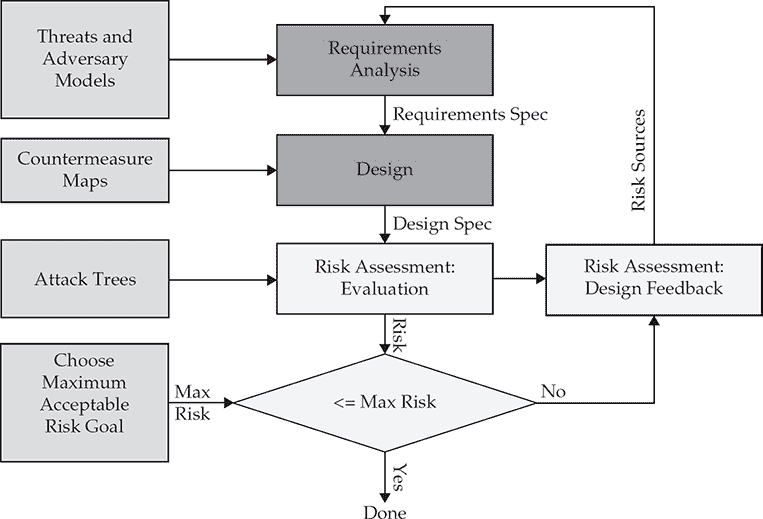 Threats and
Adversary
Models
Requirements
Analysis
Requirements Spec
Countermeasure
Maps
Design
Risk Sources
Design Spec
Attack Trees
Risk Assessment:
Evaluation
Risk Assessment:
Design Feedback
Risk
Choose
Maximum
Acceptable
Risk Goal
Max
Risk
<= Max Risk
No
Yes
Done